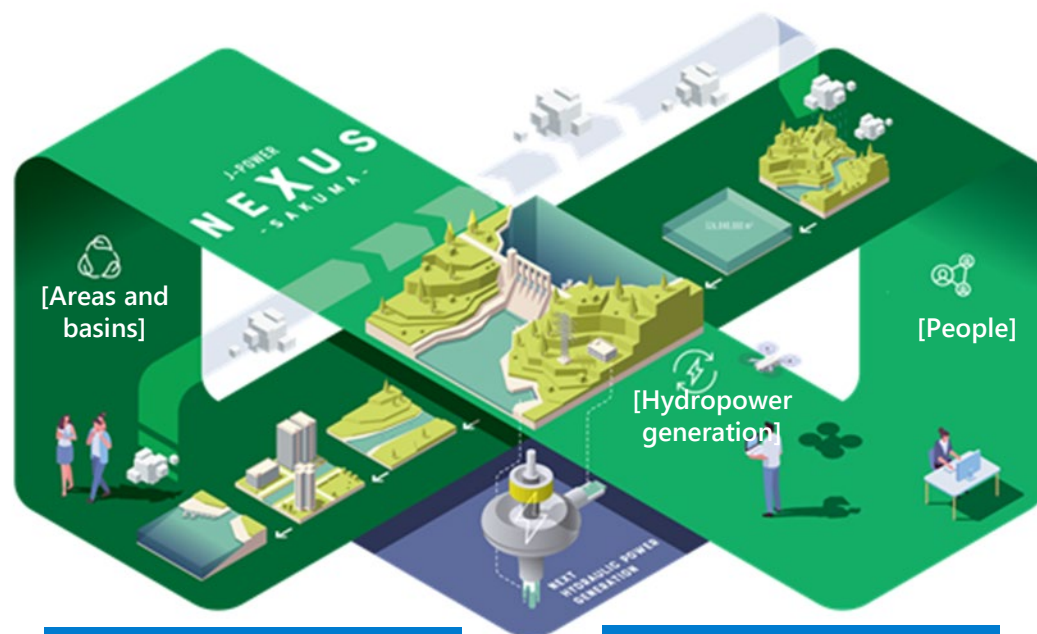 J-POWER
NEXUS
-SAKUMA-
[Areas and
basins]
[People]
[Hydropower
generation]
NEXT
HYDRAULIC POWER
GENERATION